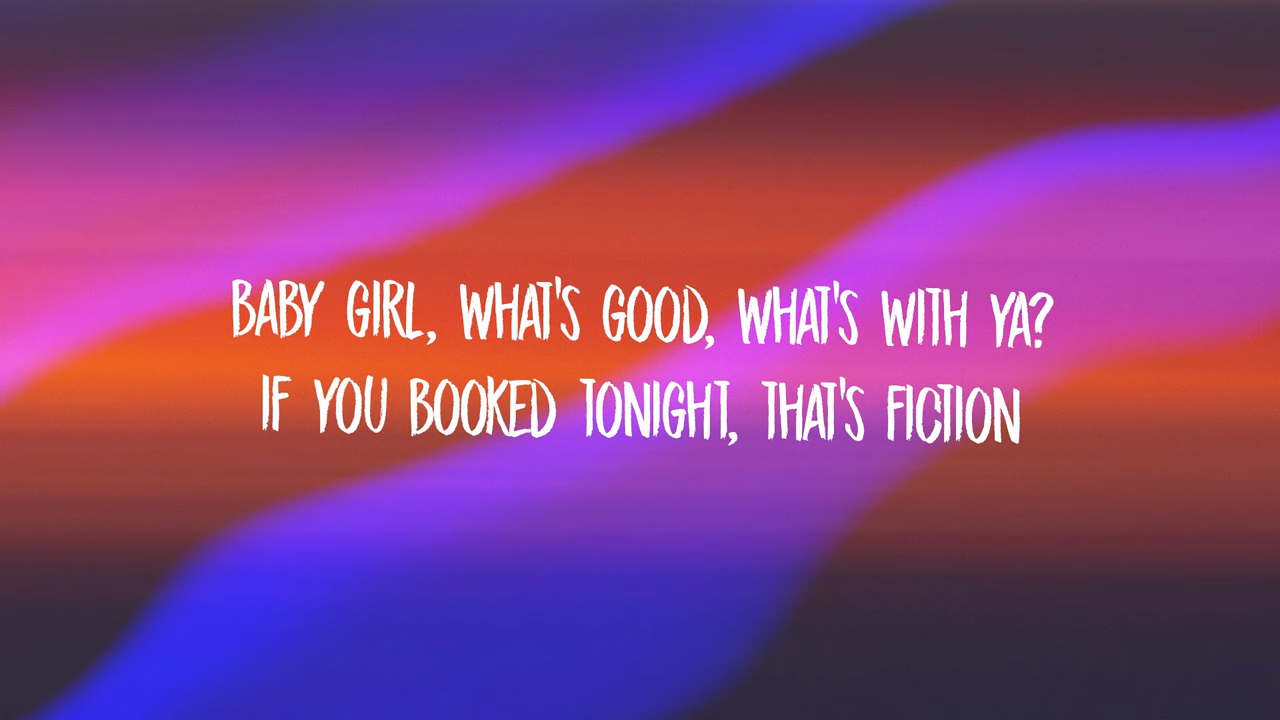 BABY GIRL, WHAT'S GOOD, WHAT'S WITH YA?
IF YOU BOOKED TONIGHT, THAT'S FICTION